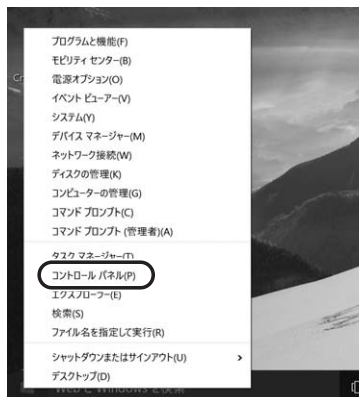 プログラムと機能(F)
モビリティ センター(B)
電源オプション(O)
イベント ビューアー(V)
システム(Y)
デバイス マネージャー(M)
ネットワーク接続(W)
ディスクの管理(K)
コンピューターの管理(G)
コマンド プロンプト(C)
コマンド プロンプト (管理者)(A)
タスク マネージャー(T)
コントロール パネル(P)
エクスプローラー(E)
検索(S)
ファイル名を指定して実行(R)
シャットダウンまたはサインアウト(U)
デスクトップ(D)
Web と Windows を検索